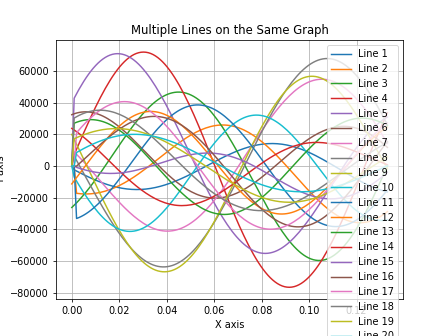 Multiple Lines on the Same Graph
80000
60000
40000
20000
0
−20000
−40000
−60000
−80000
0.00
0.02
0.04
0.06
0.08
0.10
X axis
axis
Line 1
Line 2
Line 3
Line 4
Line 5
Line 6
Line 7
Line 8
Line 9
Line 10
Line 11
Line 12
Line 13
Line 14
Line 15
Line 16
Line 17
Line 18
Line 19
Line 20